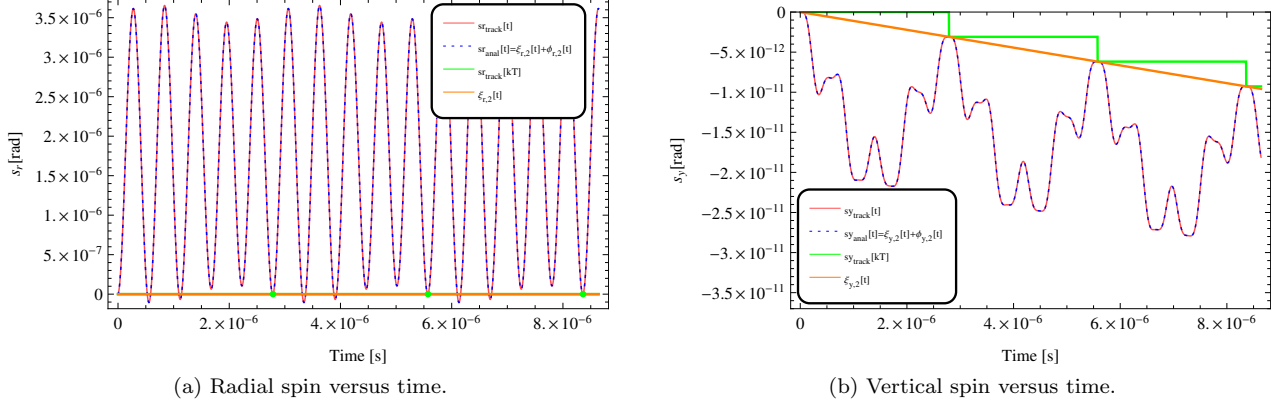 3.5×10⁻⁶
3.×10⁻⁶
2.5×10⁻⁶
2.×10⁻⁶
1.5×10⁻⁶
1.×10⁻⁶
5.×10⁻⁷
0
s_r[rad]
sr_track[t]
sr_anal[t]=ξ_r,2[t]+ϕ_r,2[t]
sr_track[kT]
ξ_r,2[t]
0 2.×10⁻⁶ 4.×10⁻⁶ 6.×10⁻⁶ 8.×10⁻⁶
Time [s]
(a) Radial spin versus time.
0
-5.×10⁻¹²
-1.×10⁻¹¹
-1.5×10⁻¹¹
-2.×10⁻¹¹
-2.5×10⁻¹¹
-3.×10⁻¹¹
-3.5×10⁻¹¹
s_y[rad]
sy_track[t]
sy_anal[t]=ξ_y,2[t]+ϕ_y,2[t]
sy_track[kT]
ξ_y,2[t]
0 2.×10⁻⁶ 4.×10⁻⁶ 6.×10⁻⁶ 8.×10⁻⁶
Time [s]
(b) Vertical spin versus time.